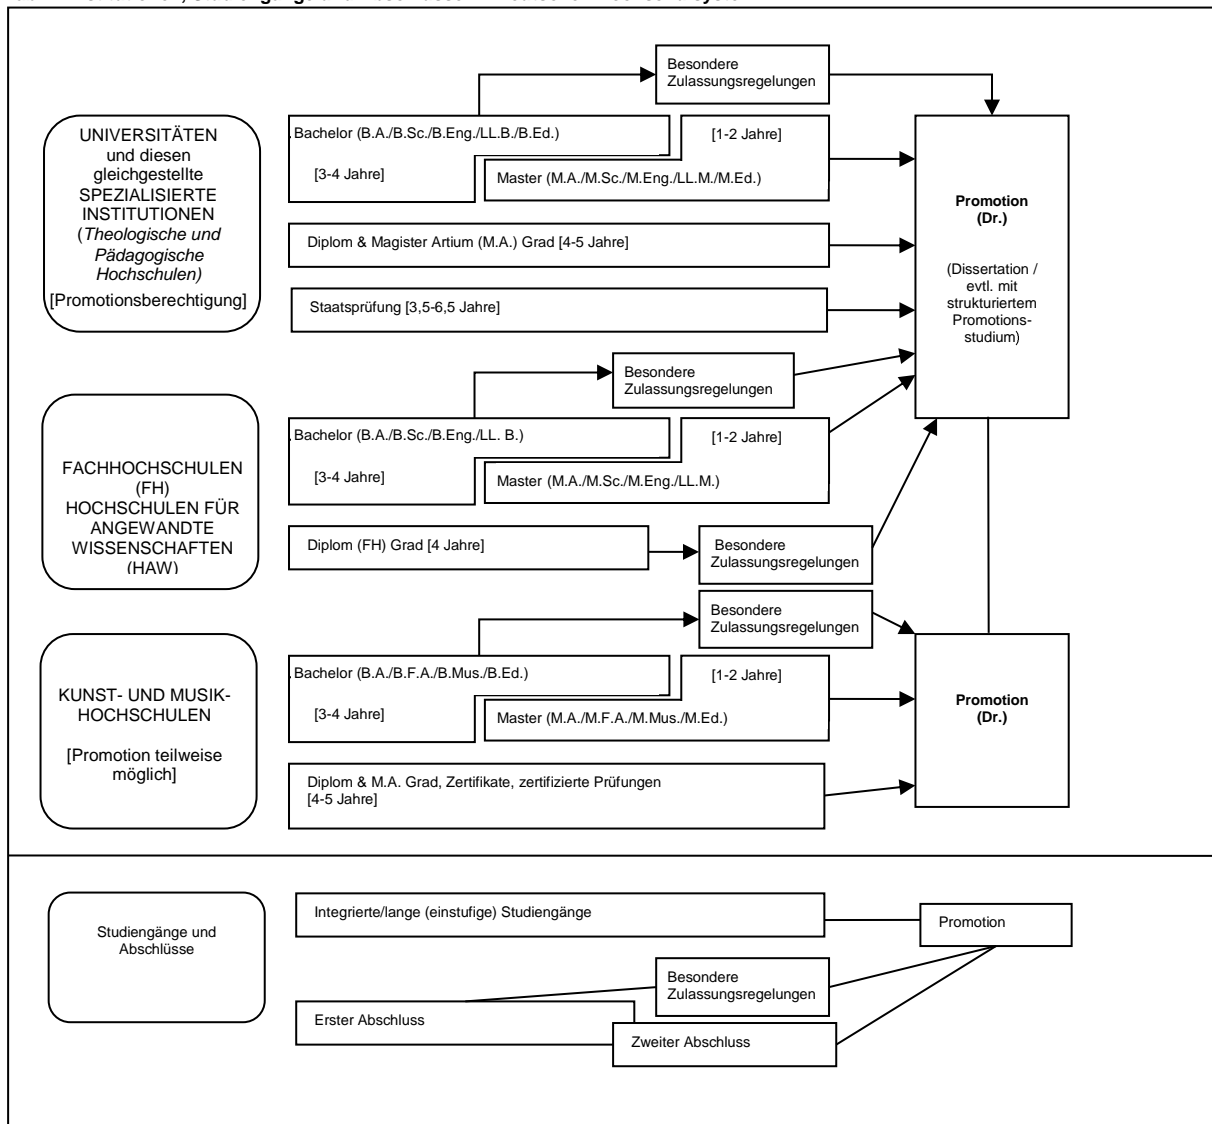 Besondere
Zulassungsregelungen
UNIVERSITÄTEN
und diesen
gleichgestellte
SPEZIALISIERTE
INSTITUTIONEN
(Theologische und
Pädagogische
Hochschulen)
[Promotionsberechtigung]
Bachelor (B.A./B.Sc./B.Eng./LL.B./B.Ed.)
[1-2 Jahre]
[3-4 Jahre]
Master (M.A./M.Sc./M.Eng./LL.M./M.Ed.)
Diplom & Magister Artium (M.A.) Grad [4-5 Jahre]
Staatsprüfung [3,5-6,5 Jahre]
Promotion
(Dr.)
(Dissertation /
evtl. mit
strukturiertem
Promotions-
studium)
Besondere
Zulassungsregelungen
FACHHOCHSCHULEN
(FH)
HOCHSCHULEN FÜR
ANGEWANDTE
WISSENSCHAFTEN
(HAW)
Bachelor (B.A./B.Sc./B.Eng./LL. B.)
[1-2 Jahre]
[3-4 Jahre]
Master (M.A./M.Sc./M.Eng./LL.M.)
Diplom (FH) Grad [4 Jahre]
Besondere
Zulassungsregelungen
Besondere
Zulassungsregelungen
KUNST- UND MUSIK-
HOCHSCHULEN
[Promotion teilweise
möglich]
Bachelor (B.A./B.F.A./B.Mus./B.Ed.)
[1-2 Jahre]
[3-4 Jahre]
Master (M.A./M.F.A./M.Mus./M.Ed.)
Diplom & M.A. Grad, Zertifikate, zertifizierte Prüfungen
[4-5 Jahre]
Promotion
(Dr.)
Studiengänge und
Abschlüsse
Integrierte/lange (einstufige) Studiengänge
Promotion
Besondere
Zulassungsregelungen
Erster Abschluss
Zweiter Abschluss